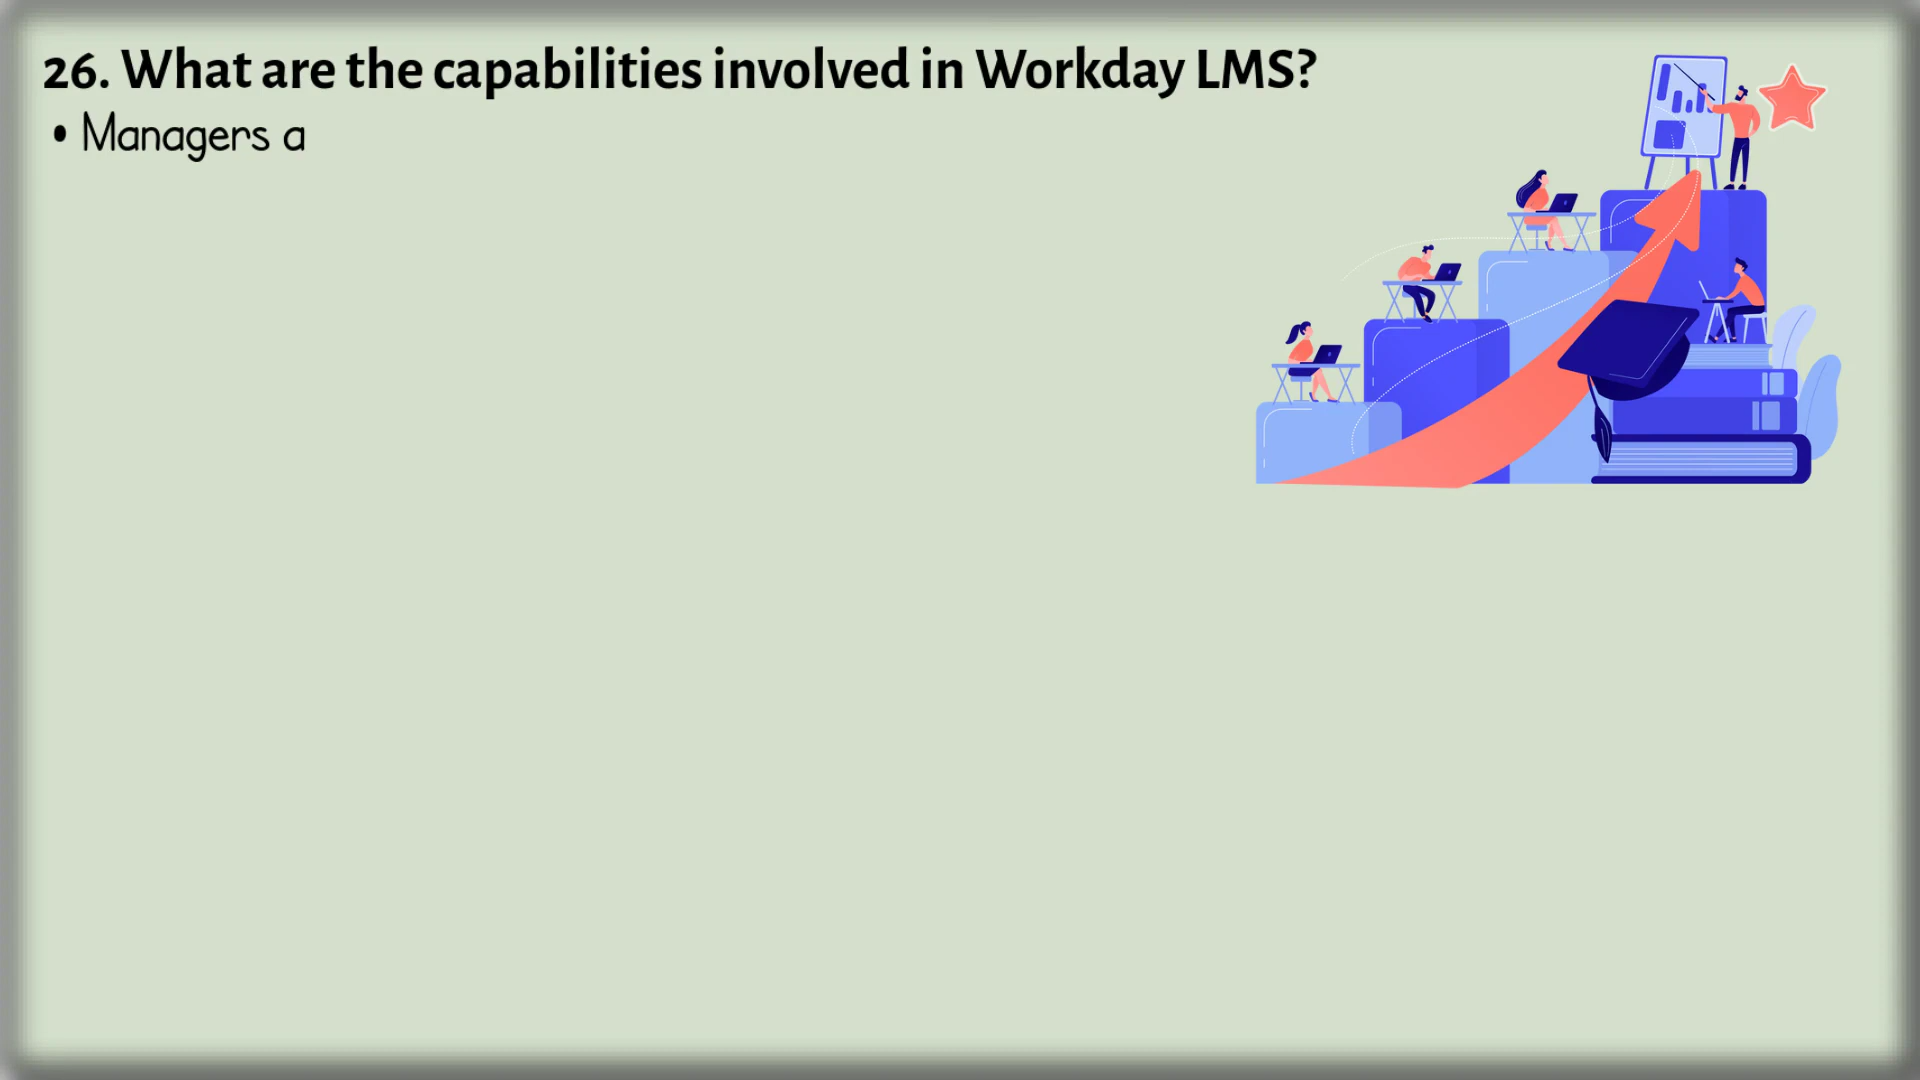 26. What are the capabilities involved in Workday LMS?
• Managers a